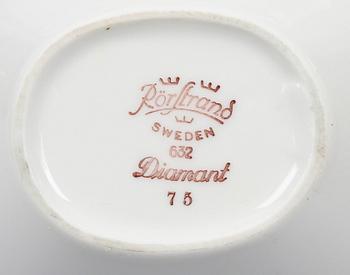 Rörstrand
SWEDEN
632
Diamant
75